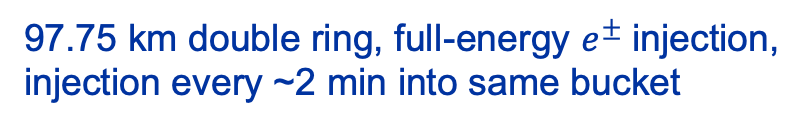 97.75 km double ring, full-energy e± injection,
injection every ~2 min into same bucket